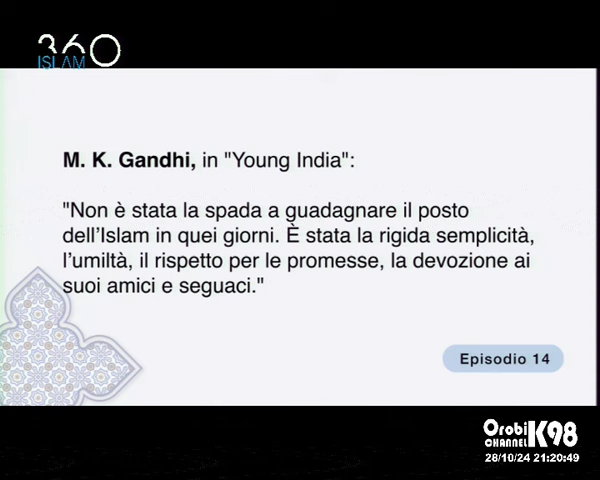 360
ISLAM
M. K. Gandhi, in "Young India":
"Non è stata la spada a guadagnare il posto
dell’Islam in quei giorni. È stata la rigida semplicità,
l’umiltà, il rispetto per le promesse, la devozione ai
suoi amici e seguaci."
Episodio 14
Orobi
CHANNEL K98
28/10/24 21:20:49